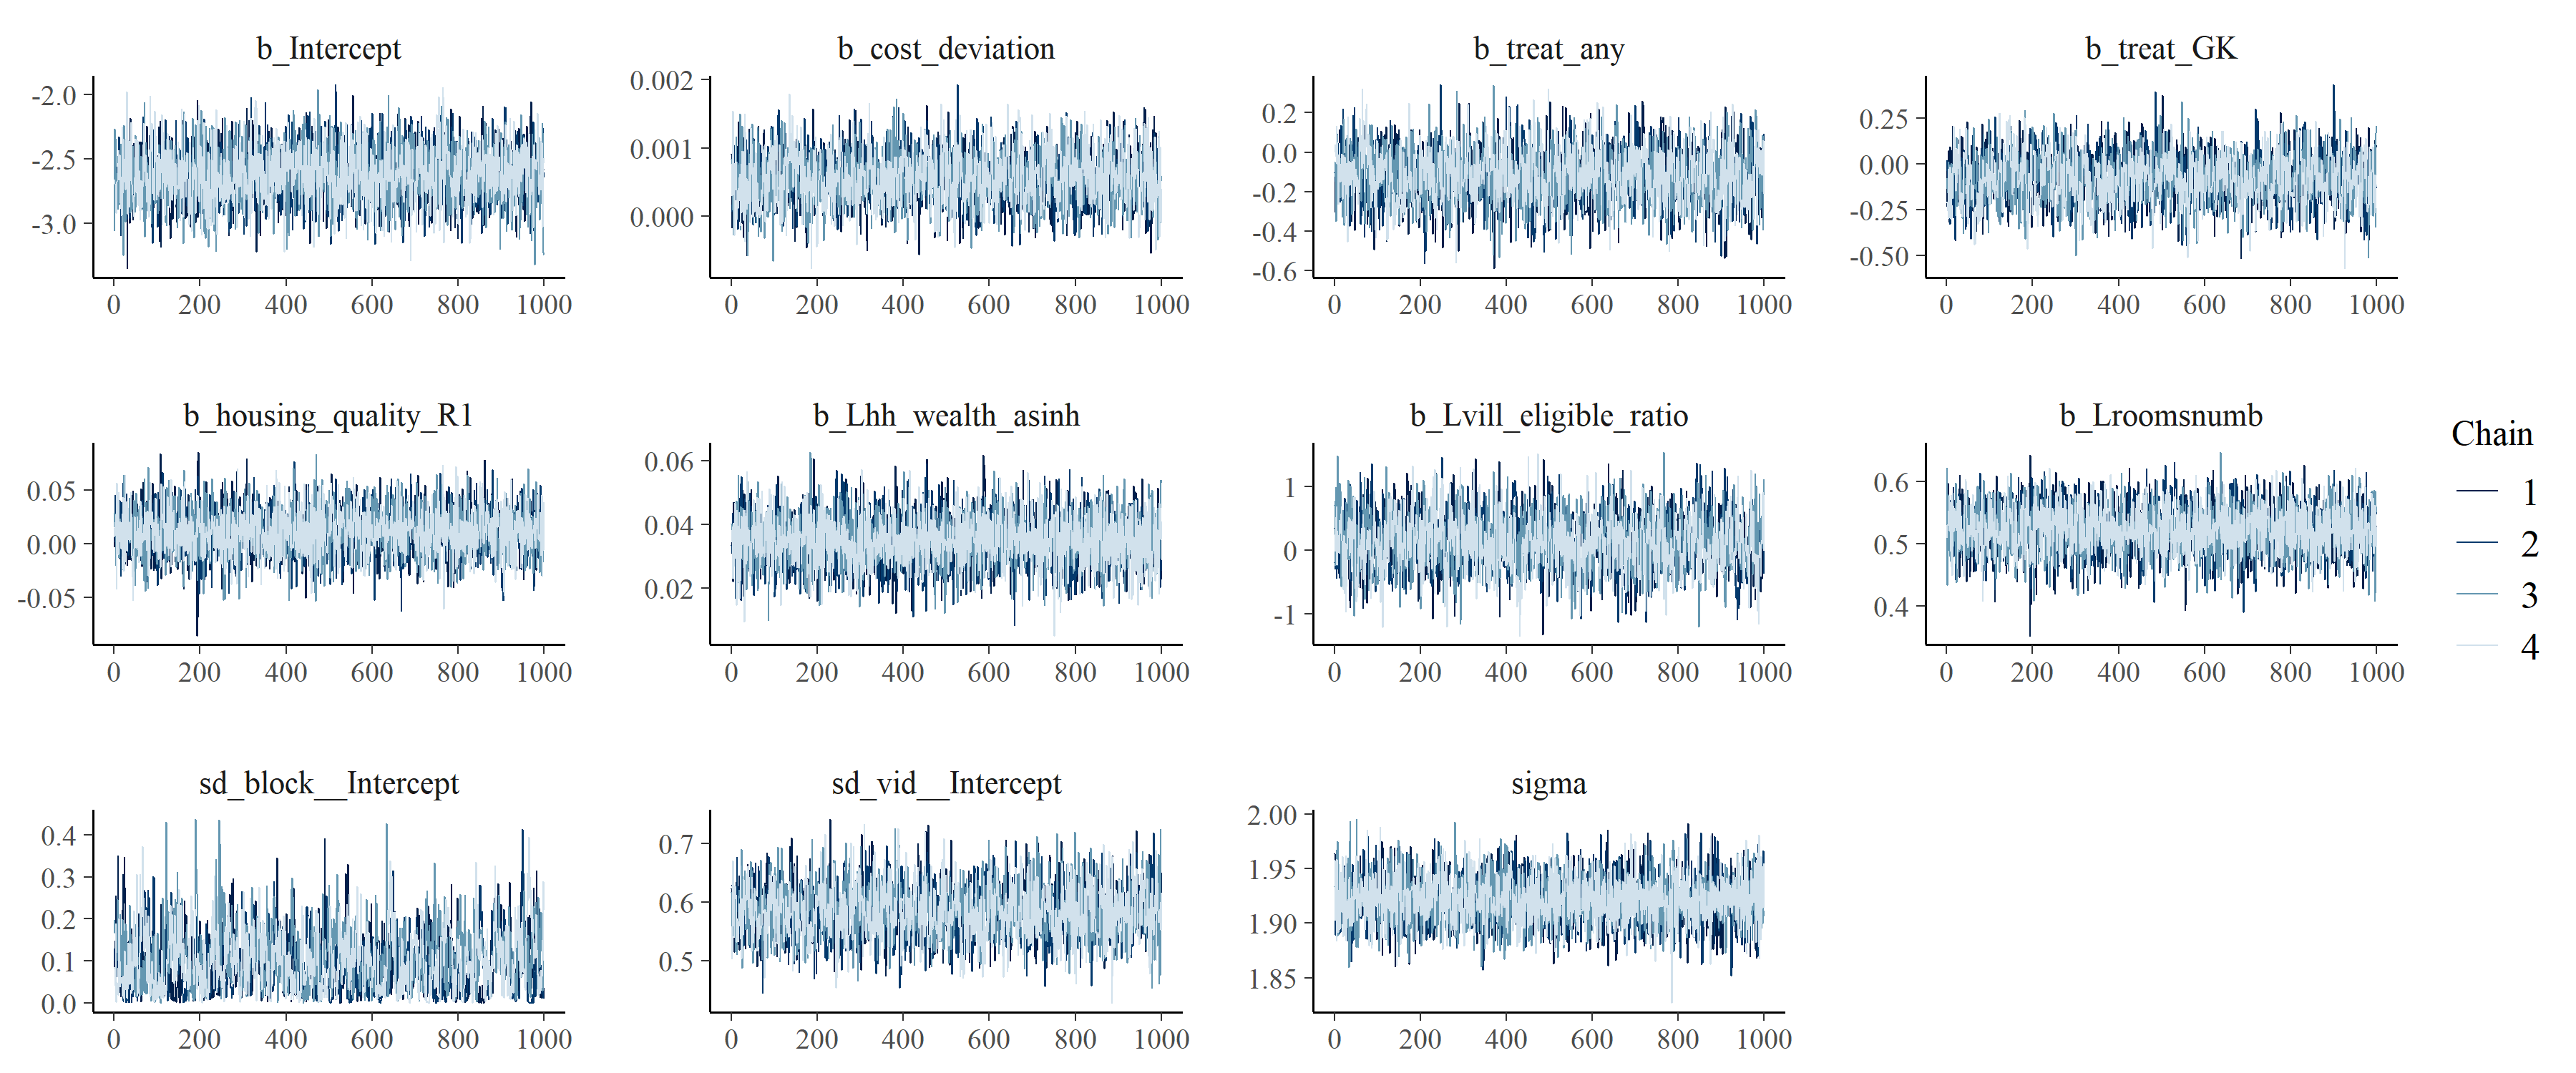 b_Intercept b_cost_deviation b_treat_any b_treat_GK
-2.0
-2.5
-3.0
0 200 400 600 800 1000
0.002
0.001
0.000
0 200 400 600 800 1000
0.2
0.0
-0.2
-0.4
-0.6
0 200 400 600 800 1000
0.25
0.00
-0.25
-0.50
0 200 400 600 800 1000
b_housing_quality_R1 b_Lhh_wealth_asinh b_Lvill_eligible_ratio b_Lroomsnumb
0.05
0.00
-0.05
0 200 400 600 800 1000
0.06
0.04
0.02
0 200 400 600 800 1000
1
0
-1
0 200 400 600 800 1000
0.6
0.5
0.4
0 200 400 600 800 1000
Chain
1
2
3
4
sd_block__Intercept sd_vid__Intercept sigma
0.4
0.3
0.2
0.1
0.0
0 200 400 600 800 1000
0.7
0.6
0.5
0 200 400 600 800 1000
2.00
1.95
1.90
1.85
0 200 400 600 800 1000